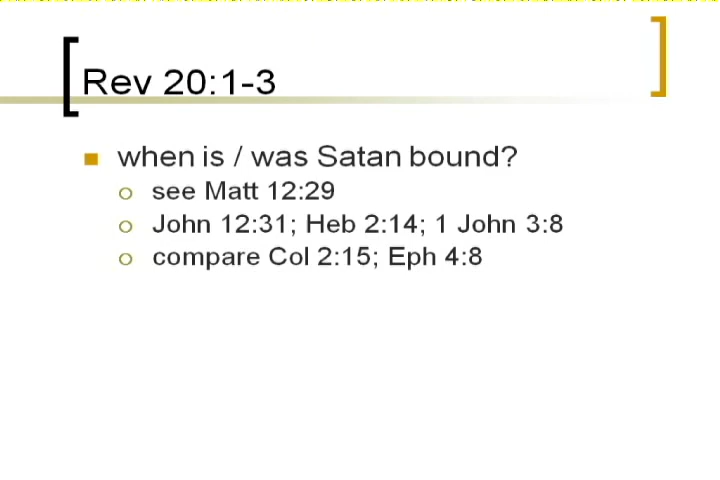 Rev 20:1-3
when is / was Satan bound?
see Matt 12:29
John 12:31; Heb 2:14; 1 John 3:8
compare Col 2:15; Eph 4:8